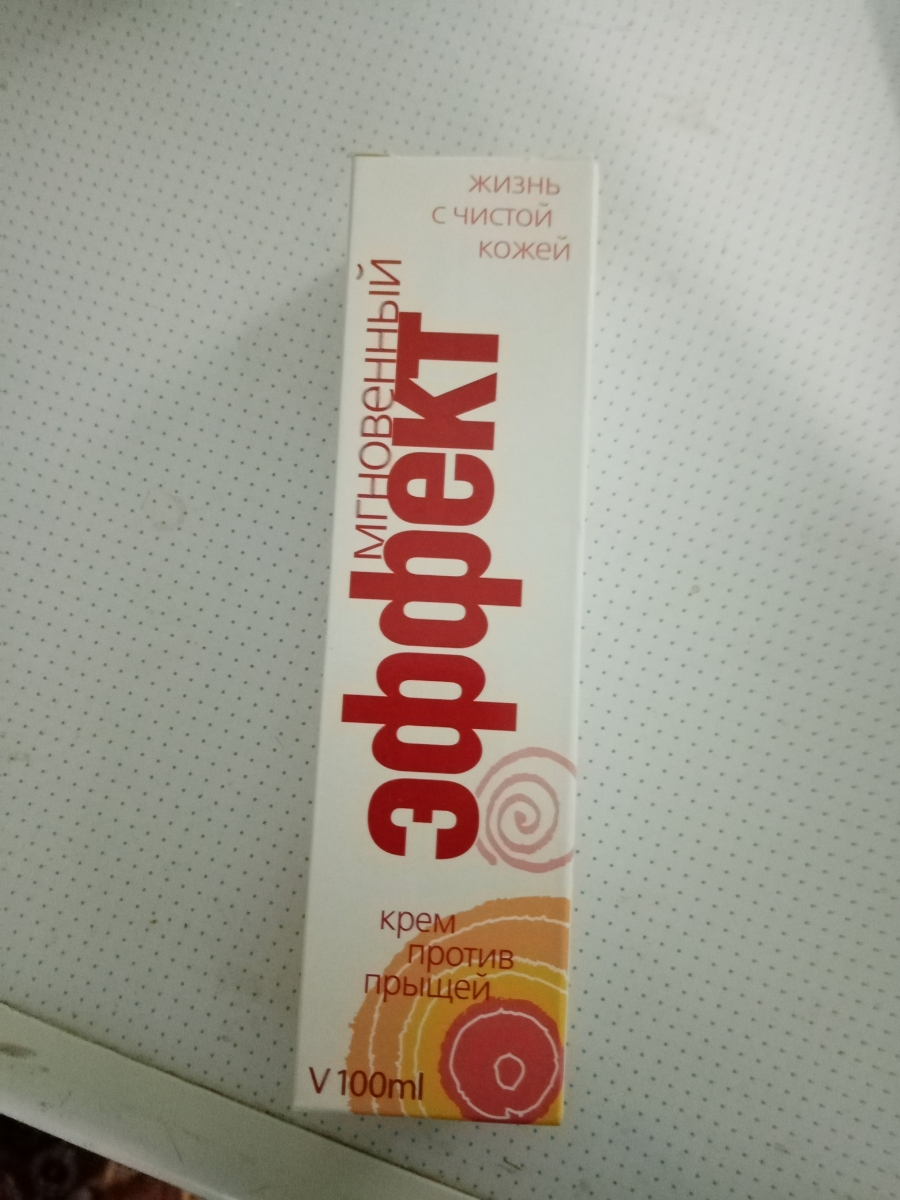 жизнь
с чистой
кожей
мгновенный
эффект
крем
против
прыщей
V 100ml